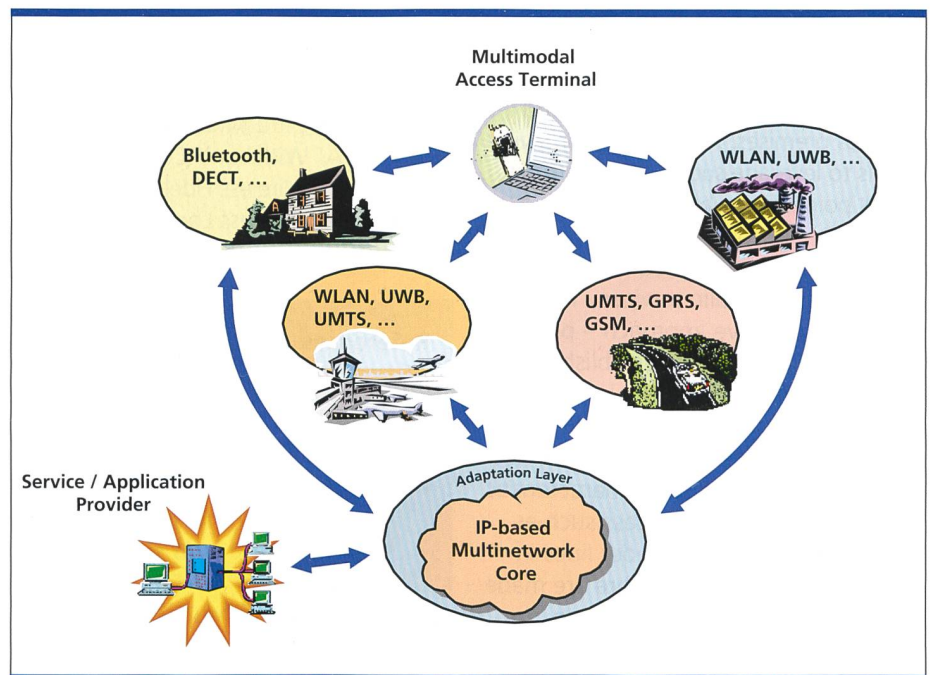 Multimodal
Access Terminal
Bluetooth,
DECT, ...
WLAN, UWB, ...
WLAN, UWB,
UMTS, ...
UMTS, GPRS,
GSM, ...
Service / Application
Provider
Adaptation Layer
IP-based
Multinetwork
Core